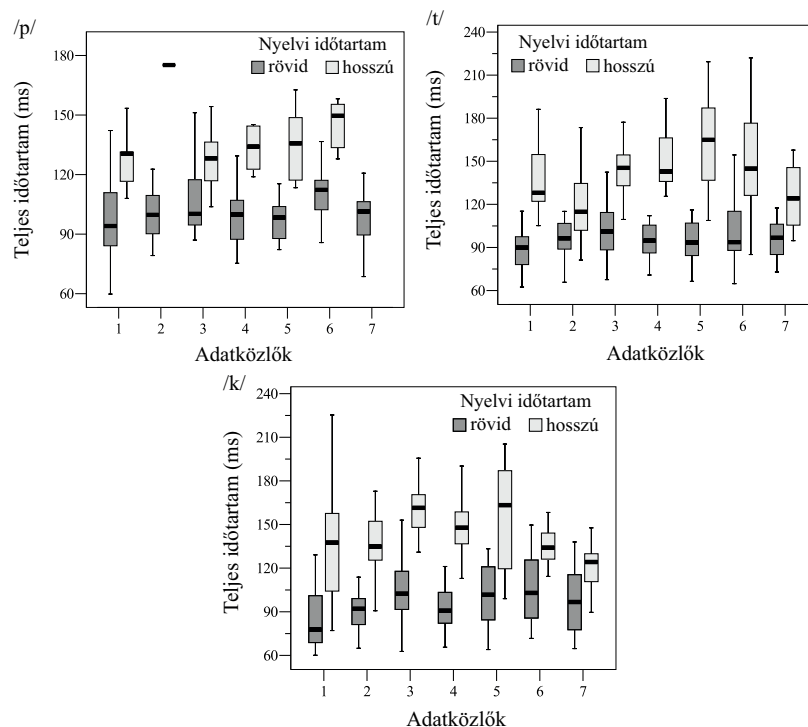 /p/
Nyelvi időtartam
rövid hosszú
Teljes időtartam (ms)
180
150
120
90
60
1 2 3 4 5 6 7
Adatközlők
/t/
Nyelvi időtartam
rövid hosszú
Teljes időtartam (ms)
240
210
180
150
120
90
60
1 2 3 4 5 6 7
Adatközlők
/k/
Nyelvi időtartam
rövid hosszú
Teljes időtartam (ms)
240
210
180
150
120
90
60
1 2 3 4 5 6 7
Adatközlők